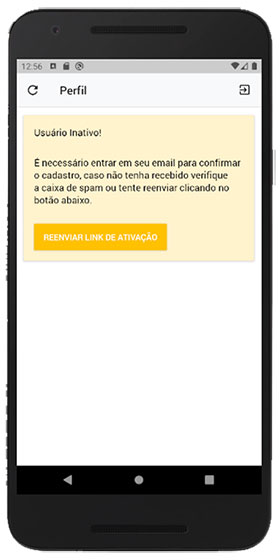 12:56
Perfil
Usuário Inativo!
É necessário entrar em seu email para confirmar
o cadastro, caso não tenha recebido verifique
a caixa de spam ou tente reenviar clicando no
botão abaixo.
REENVIAR LINK DE ATIVAÇÃO